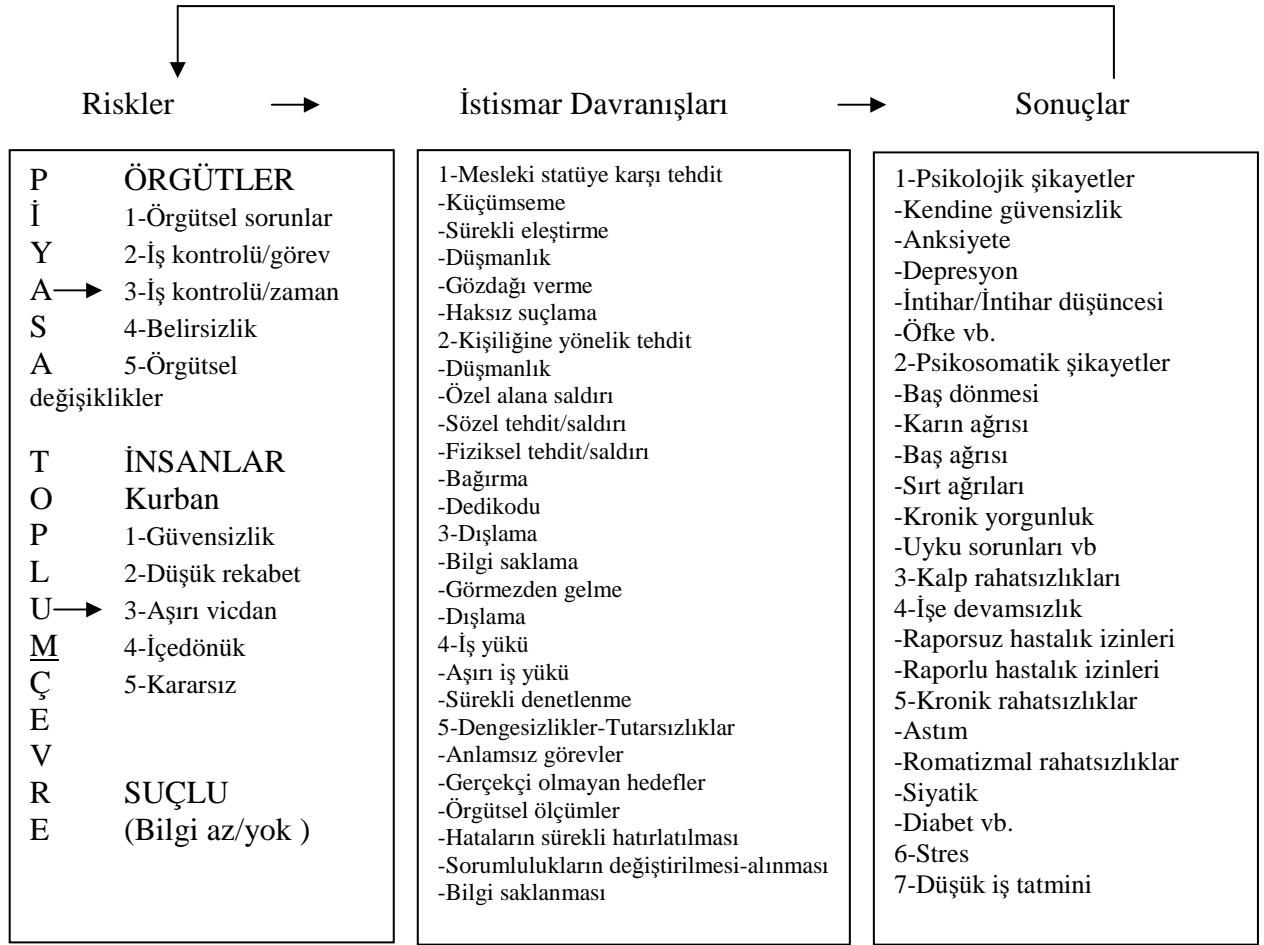 Riskler İstismar Davranışları Sonuçlar
P ÖRGÜTLER
İ 1-Örgütsel sorunlar
Y 2-İş kontrolü/görev
A 3-İş kontrolü/zaman
S 4-Belirsizlik
A 5-Örgütsel
değişiklikler
T İNSANLAR
O Kurban
P 1-Güvensizlik
L 2-Düşük rekabet
U 3-Aşırı vicdan
M 4-İçedönük
Ç 5-Kararsız
E
V
R SUÇLU
E (Bilgi az/yok )
1-Mesleki statüye karşı tehdit
-Küçümseme
-Sürekli eleştirme
-Düşmanlık
-Gözdağı verme
-Haksız suçlama
2-Kişiliğine yönelik tehdit
-Düşmanlık
-Özel alana saldırı
-Sözel tehdit/saldırı
-Fiziksel tehdit/saldırı
-Bağırma
-Dedikodu
3-Dışlama
-Bilgi saklama
-Görmezden gelme
-Dışlama
4-İş yükü
-Aşırı iş yükü
-Sürekli denetlenme
5-Dengesizlikler-Tutarsızlıklar
-Anlamsız görevler
-Gerçekçi olmayan hedefler
-Örgütsel ölçümler
-Hataların sürekli hatırlatılması
-Sorumlulukların değiştirilmesi-alınması
-Bilgi saklanması
1-Psikolojik şikayetler
-Kendine güvensizlik
-Anksiyete
-Depresyon
-İntihar/İntihar düşüncesi
-Öfke vb.
2-Psikosomatik şikayetler
-Baş dönmesi
-Karın ağrısı
-Baş ağrısı
-Sırt ağrıları
-Kronik yorgunluk
-Uyku sorunları vb
3-Kalp rahatsızlıkları
4-İşe devamsızlık
-Raporsuz hastalık izinleri
-Raporlu hastalık izinleri
5-Kronik rahatsızlıklar
-Astım
-Romatizmal rahatsızlıklar
-Siyatik
-Diabet vb.
6-Stres
7-Düşük iş tatmini